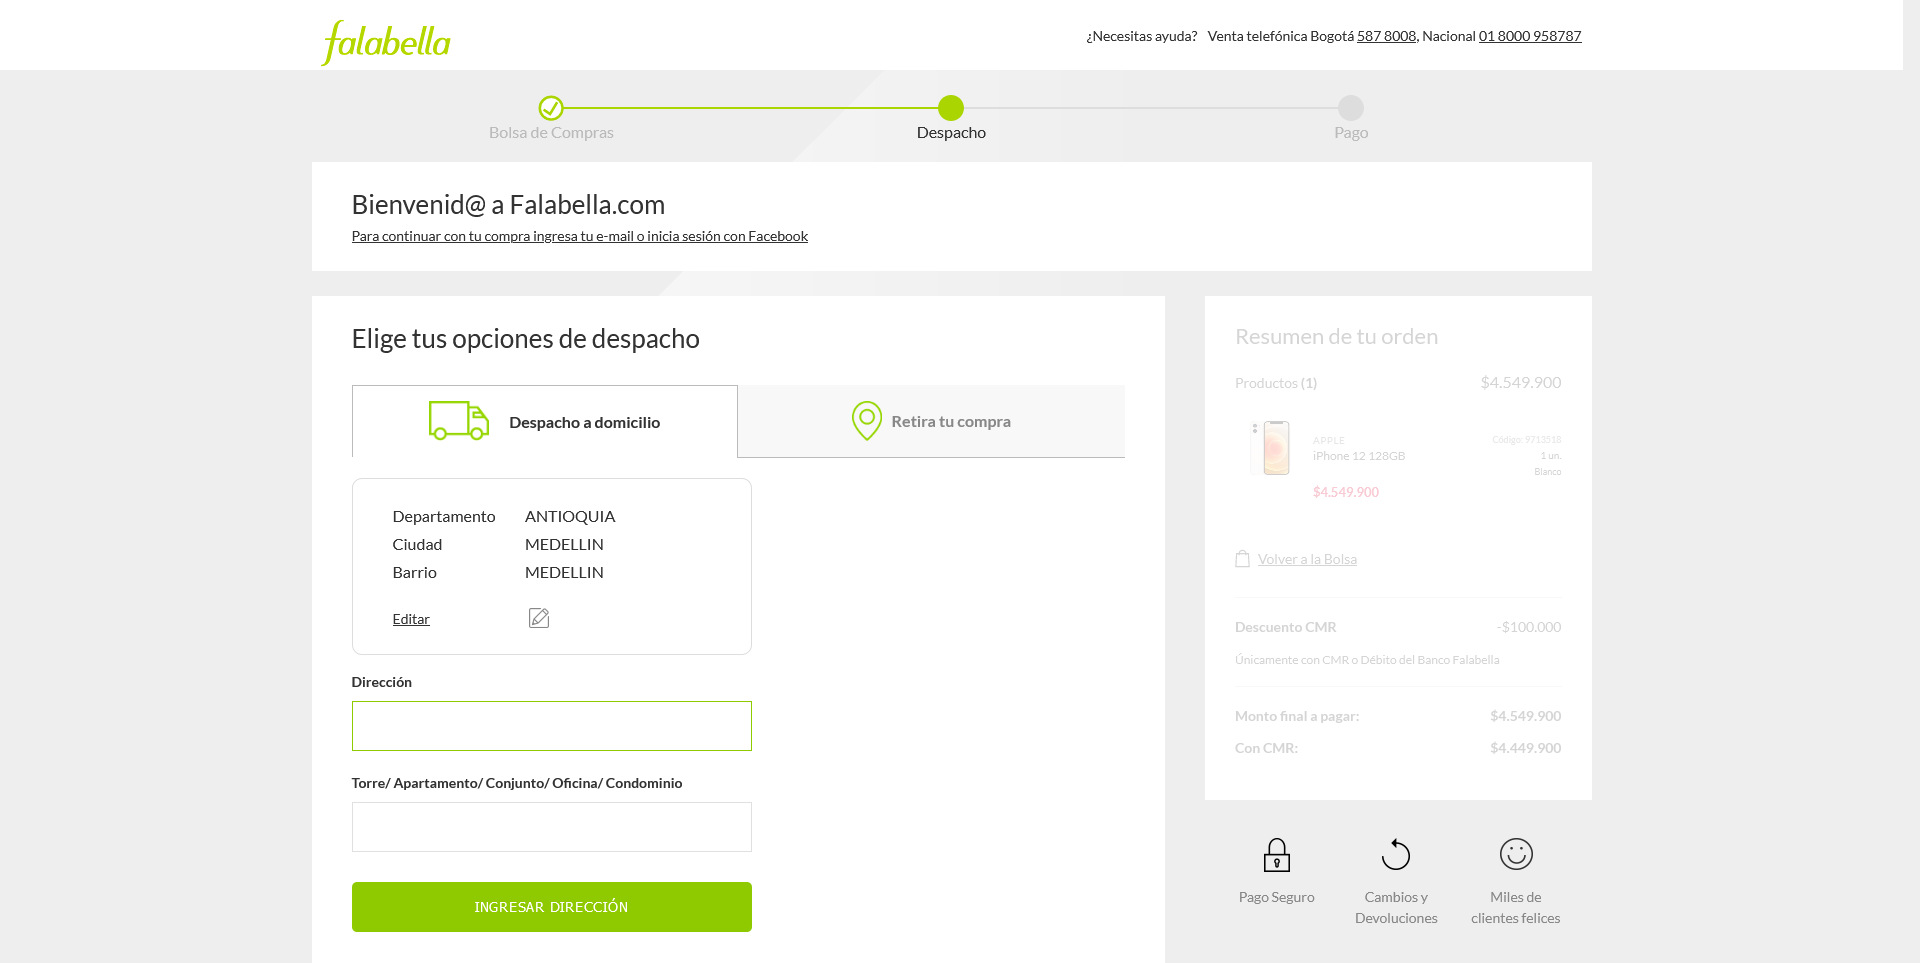 falabella
¿Necesitas ayuda? Venta telefónica Bogotá 587 8008, Nacional 01 8000 958787
Bolsa de Compras
Despacho
Pago
Bienvenid@ a Falabella.com
Para continuar con tu compra ingresa tu e-mail o inicia sesión con Facebook
Elige tus opciones de despacho
Despacho a domicilio
Retira tu compra
Departamento ANTIOQUIA
Ciudad MEDELLIN
Barrio MEDELLIN
Editar
Dirección
Torre/ Apartamento/ Conjunto/ Oficina/ Condominio
INGRESAR DIRECCIÓN
Resumen de tu orden
Productos (1) $4.549.900
APPLE
iPhone 12 128GB
$4.549.900
Código: 9713518
1 un.
Blanco
Volver a la Bolsa
Descuento CMR -$100.000
Únicamente con CMR o Débito del Banco Falabella
Monto final a pagar: $4.549.900
Con CMR: $4.449.900
Pago Seguro
Cambios y
Devoluciones
Miles de
clientes felices